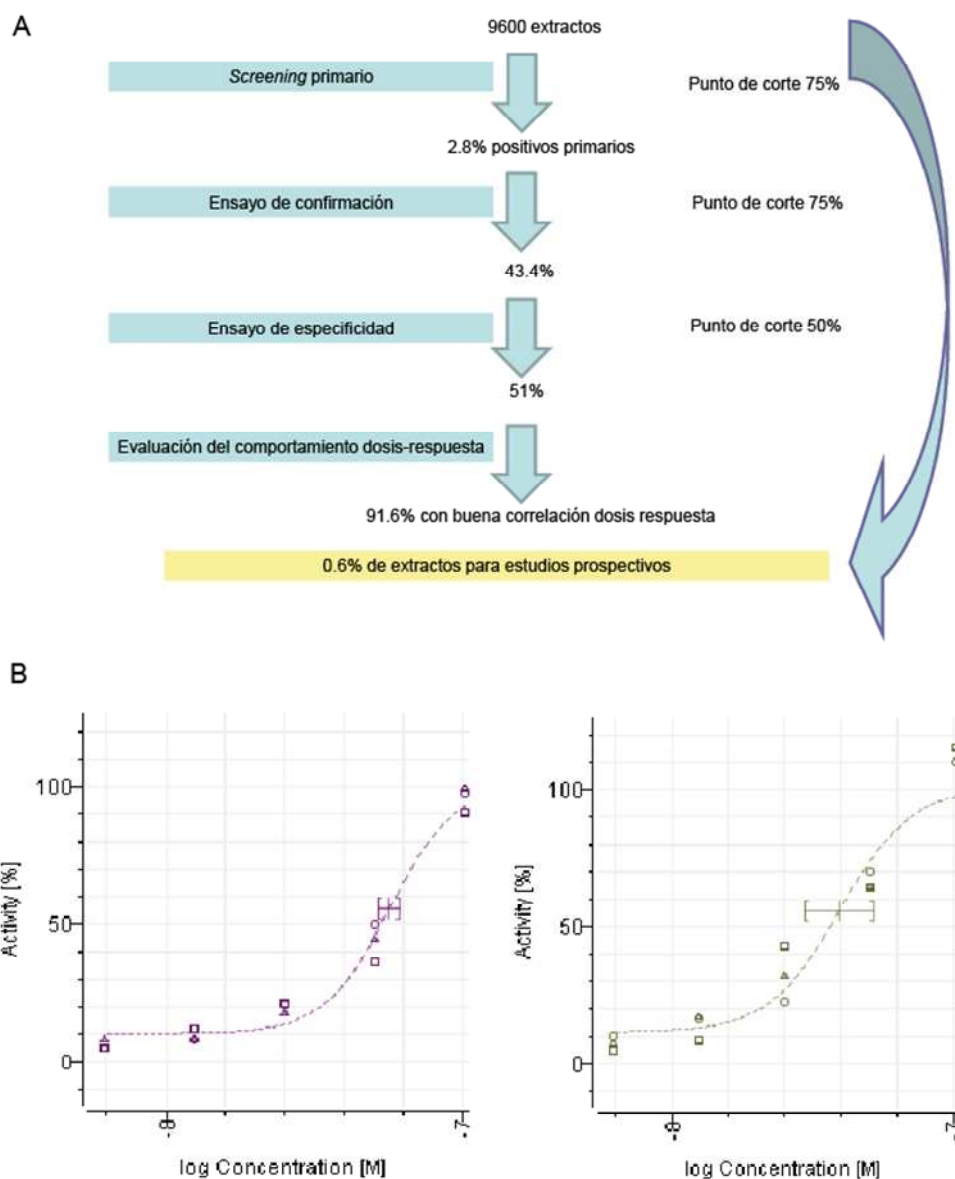 A
9600 extractos
Screening primario
Punto de corte 75%
2.8% positivos primarios
Ensayo de confirmación
Punto de corte 75%
43.4%
Ensayo de especificidad
Punto de corte 50%
51%
Evaluación del comportamiento dosis-respuesta
91.6% con buena correlación dosis respuesta
0.6% de extractos para estudios prospectivos
B
100
50
0
Activity [%]
-8
-7
log Concentration [M]
100
50
0
Activity [%]
-8
-7
log Concentration [M]